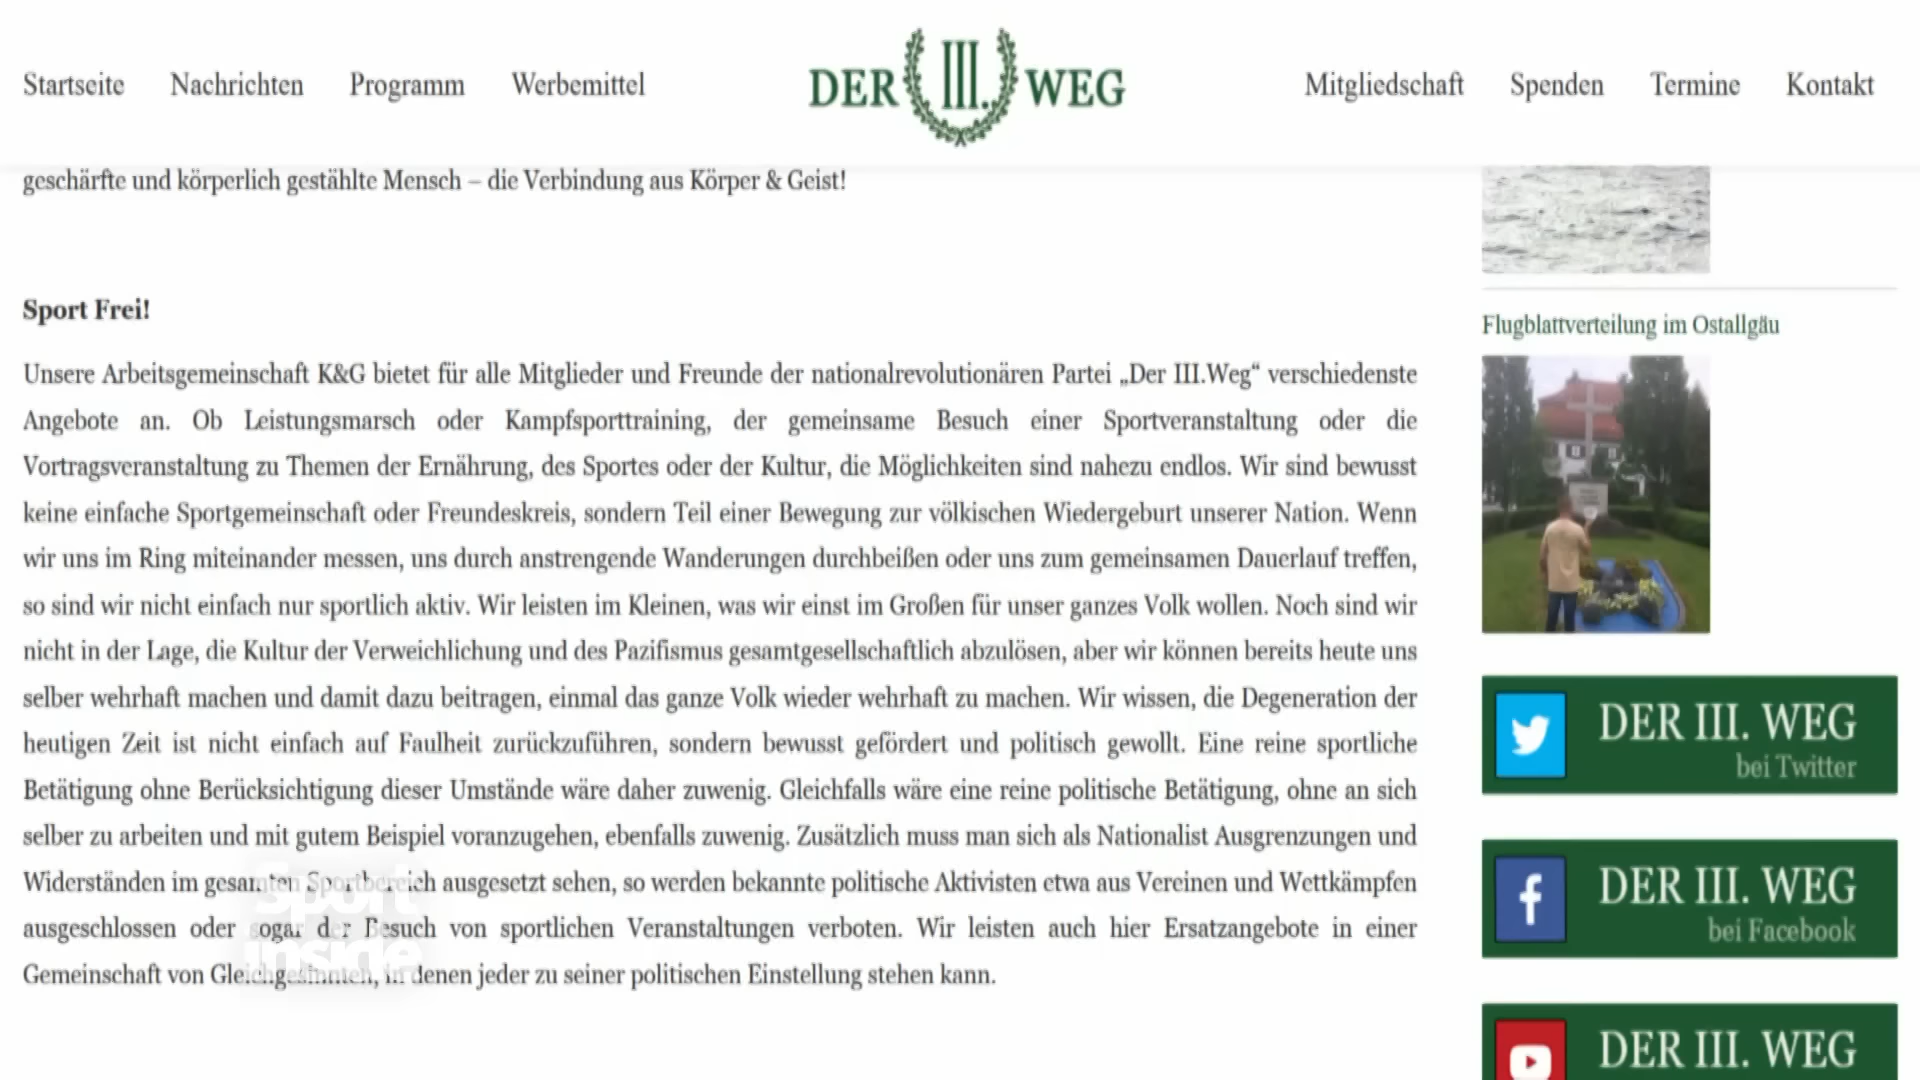 Startseite Nachrichten Programm Werbemittel
DER III. WEG
Mitgliedschaft Spenden Termine Kontakt
geschärfte und körperlich gestählte Mensch – die Verbindung aus Körper & Geist!
Sport Frei!
Unsere Arbeitsgemeinschaft K&G bietet für alle Mitglieder und Freunde der nationalrevolutionären Partei „Der III.Weg“ verschiedenste
Angebote an. Ob Leistungsmarsch oder Kampfsporttraining, der gemeinsame Besuch einer Sportveranstaltung oder die
Vortragsveranstaltung zu Themen der Ernährung, des Sportes oder der Kultur, die Möglichkeiten sind nahezu endlos. Wir sind bewusst
keine einfache Sportgemeinschaft oder Freundeskreis, sondern Teil einer Bewegung zur völkischen Wiedergeburt unserer Nation. Wenn
wir uns im Ring miteinander messen, uns durch anstrengende Wanderungen durchbeißen oder uns zum gemeinsamen Dauerlauf treffen,
so sind wir nicht einfach nur sportlich aktiv. Wir leisten im Kleinen, was wir einst im Großen für unser ganzes Volk wollen. Noch sind wir
nicht in der Lage, die Kultur der Verweichlichung und des Pazifismus gesamtgesellschaftlich abzulösen, aber wir können bereits heute uns
selber wehrhaft machen und damit dazu beitragen, einmal das ganze Volk wieder wehrhaft zu machen. Wir wissen, die Degeneration der
heutigen Zeit ist nicht einfach auf Faulheit zurückzuführen, sondern bewusst gefördert und politisch gewollt. Eine reine sportliche
Betätigung ohne Berücksichtigung dieser Umstände wäre daher zuwenig. Gleichfalls wäre eine reine politische Betätigung, ohne an sich
selber zu arbeiten und mit gutem Beispiel voranzugehen, ebenfalls zuwenig. Zusätzlich muss man sich als Nationalist Ausgrenzungen und
Widerständen im gesamten Sportbereich ausgesetzt sehen, so werden bekannte politische Aktivisten etwa aus Vereinen und Wettkämpfen
ausgeschlossen oder sogar der Besuch von sportlichen Veranstaltungen verboten. Wir leisten auch hier Ersatzangebote in einer
Gemeinschaft von Gleichgesinnten, in denen jeder zu seiner politischen Einstellung stehen kann.
Sport
inside
Flugblattverteilung im Ostallgäu
DER III. WEG
bei Twitter
DER III. WEG
bei Facebook
DER III. WEG